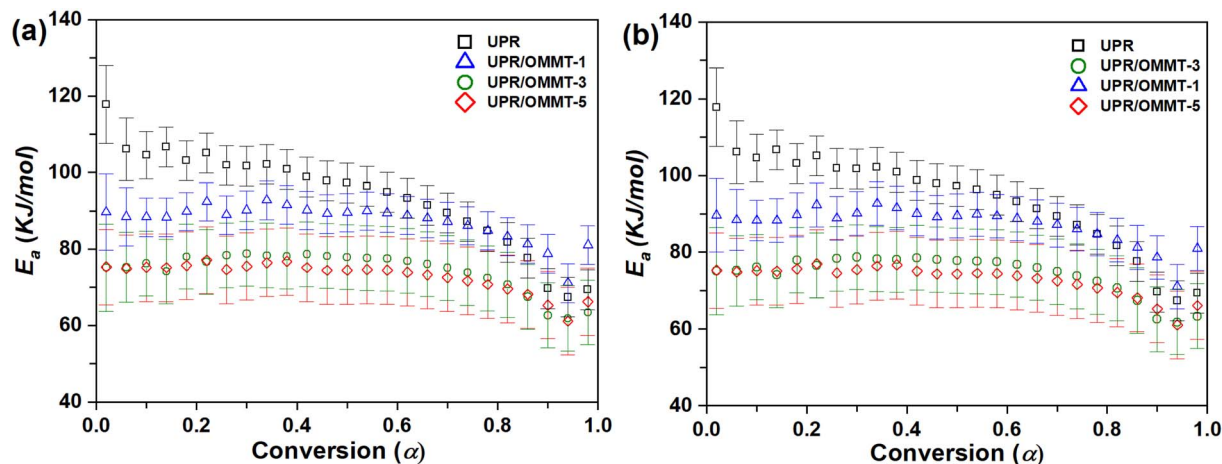 (a)
140
120
100
80
60
40
E_a (KJ/mol)
UPR
UPR/OMMT-1
UPR/OMMT-3
UPR/OMMT-5
0.0 0.2 0.4 0.6 0.8 1.0
Conversion (α)
(b)
140
120
100
80
60
40
E_a (KJ/mol)
UPR
UPR/OMMT-3
UPR/OMMT-1
UPR/OMMT-5
0.0 0.2 0.4 0.6 0.8 1.0
Conversion (α)